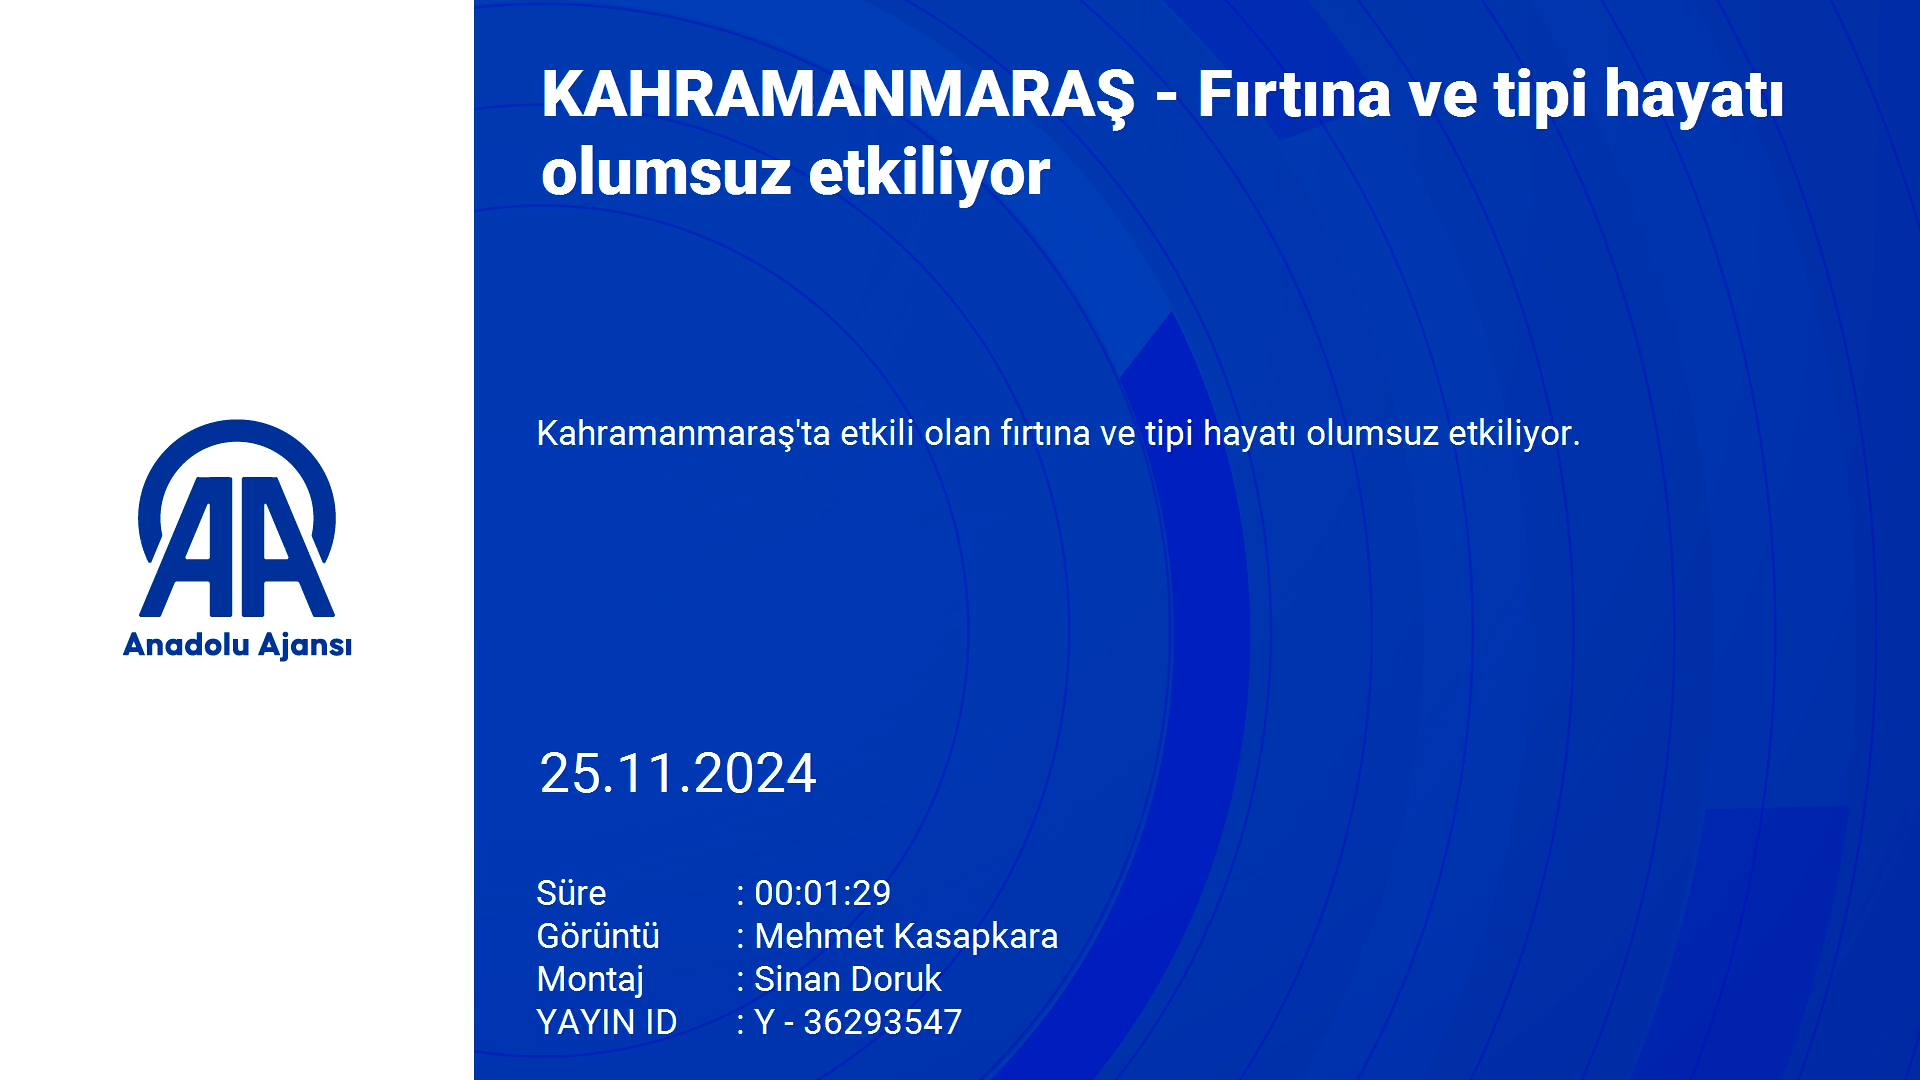 KAHRAMANMARAŞ - Fırtına ve tipi hayatı
olumsuz etkiliyor
Kahramanmaraş'ta etkili olan fırtına ve tipi hayatı olumsuz etkiliyor.
AA
Anadolu Ajansı
25.11.2024
Süre : 00:01:29
Görüntü : Mehmet Kasapkara
Montaj : Sinan Doruk
YAYIN ID : Y - 36293547